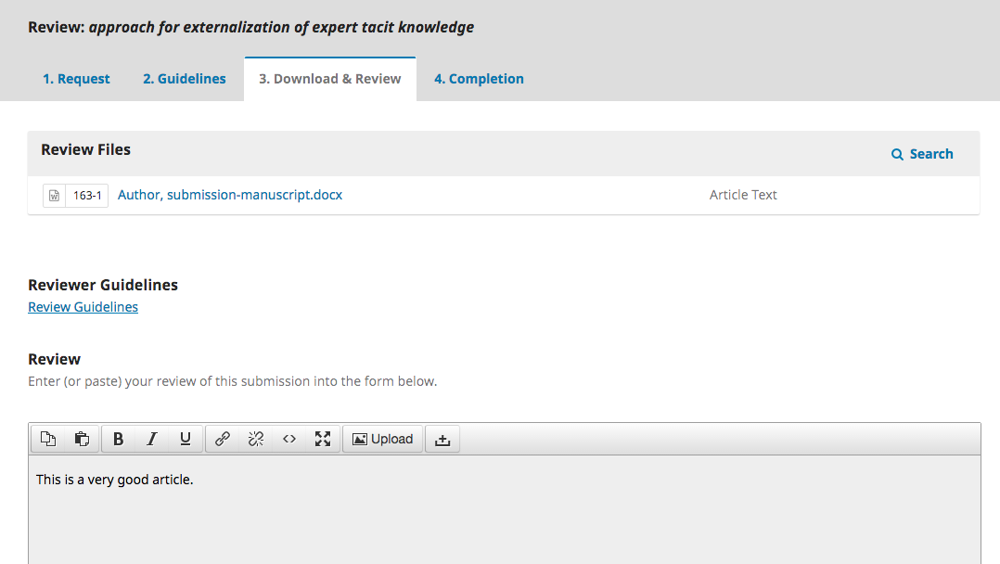 Review: approach for externalization of expert tacit knowledge
1. Request 2. Guidelines 3. Download & Review 4. Completion
Review Files
Search
W 163-1 Author, submission-manuscript.docx Article Text
Reviewer Guidelines
Review Guidelines
Review
Enter (or paste) your review of this submission into the form below.
B I U <> Upload
This is a very good article.